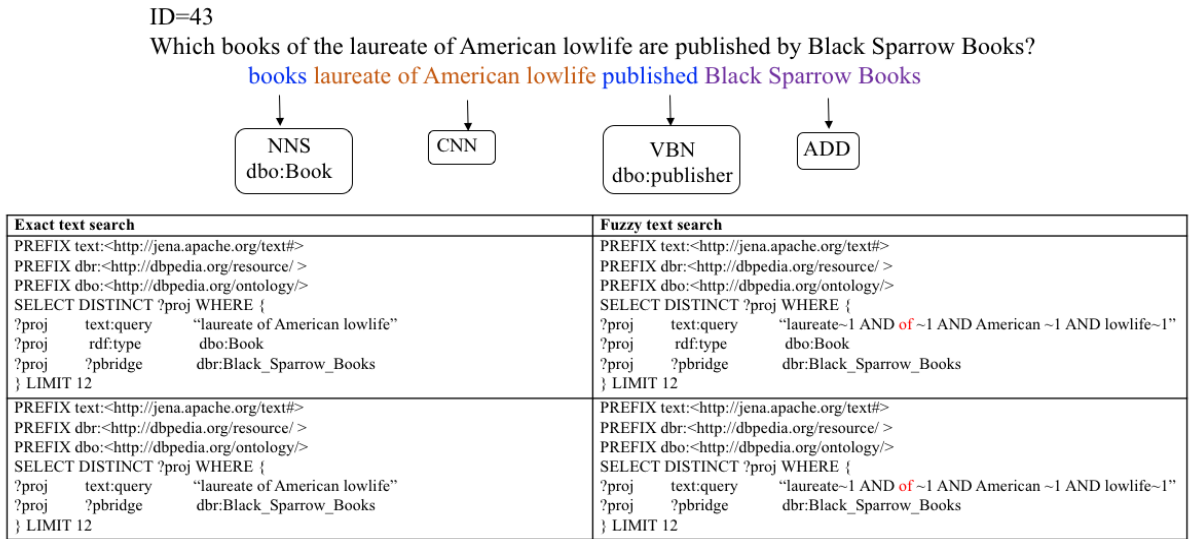 ID=43
Which books of the laureate of American lowlife are published by Black Sparrow Books?
books laureate of American lowlife published Black Sparrow Books
NNS
dbo:Book
CNN
VBN
dbo:publisher
ADD
Exact text search
PREFIX text:<http://jena.apache.org/text#>
PREFIX dbr:<http://dbpedia.org/resource/ >
PREFIX dbo:<http://dbpedia.org/ontology/>
SELECT DISTINCT ?proj WHERE {
?proj text:query “laureate of American lowlife”
?proj rdf:type dbo:Book
?proj ?pbridge dbr:Black_Sparrow_Books
} LIMIT 12
Fuzzy text search
PREFIX text:<http://jena.apache.org/text#>
PREFIX dbr:<http://dbpedia.org/resource/ >
PREFIX dbo:<http://dbpedia.org/ontology/>
SELECT DISTINCT ?proj WHERE {
?proj text:query “laureate~1 AND of ~1 AND American ~1 AND lowlife~1”
?proj rdf:type dbo:Book
?proj ?pbridge dbr:Black_Sparrow_Books
} LIMIT 12
PREFIX text:<http://jena.apache.org/text#>
PREFIX dbr:<http://dbpedia.org/resource/ >
PREFIX dbo:<http://dbpedia.org/ontology/>
SELECT DISTINCT ?proj WHERE {
?proj text:query “laureate of American lowlife”
?proj ?pbridge dbr:Black_Sparrow_Books
} LIMIT 12
PREFIX text:<http://jena.apache.org/text#>
PREFIX dbr:<http://dbpedia.org/resource/ >
PREFIX dbo:<http://dbpedia.org/ontology/>
SELECT DISTINCT ?proj WHERE {
?proj text:query “laureate~1 AND of ~1 AND American ~1 AND lowlife~1”
?proj ?pbridge dbr:Black_Sparrow_Books
} LIMIT 12